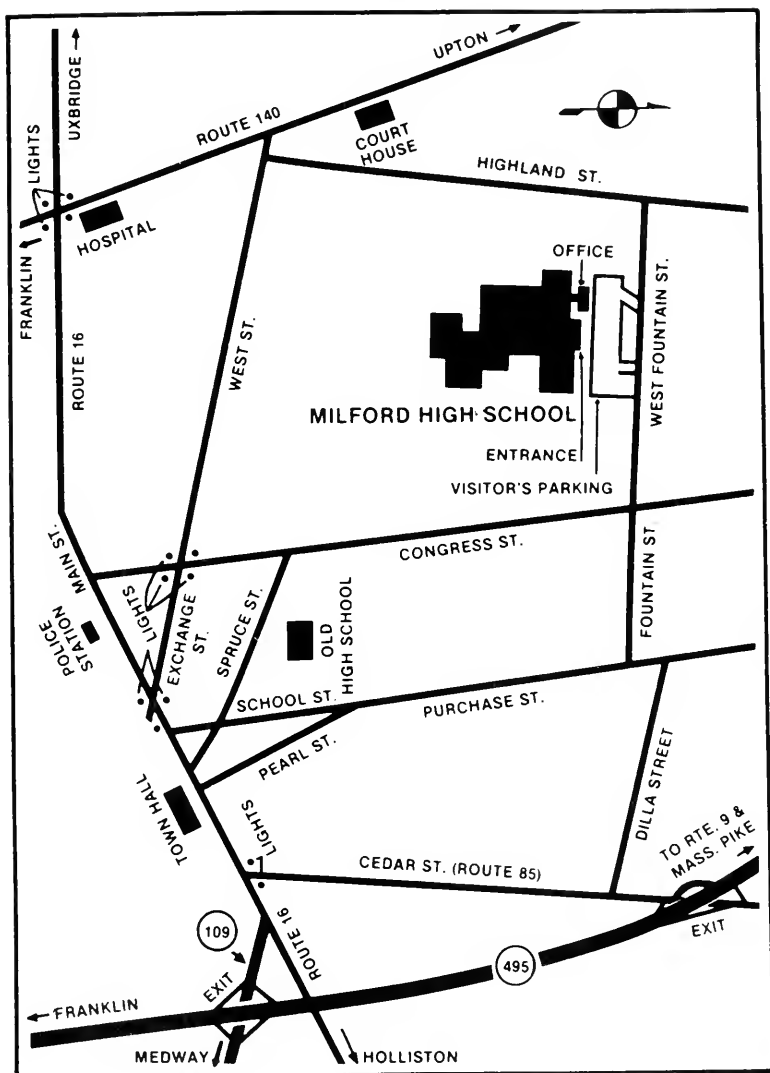 UXBRIDGE
UPTON
ROUTE 140
COURT
HOUSE
LIGHTS
HIGHLAND ST.
HOSPITAL
FRANKLIN
OFFICE
ROUTE 16
WEST ST.
WEST FOUNTAIN ST.
MILFORD HIGH SCHOOL
ENTRANCE
VISITOR'S PARKING
MAIN ST.
CONGRESS ST.
FOUNTAIN ST.
POLICE
STATION
LIGHTS
EXCHANGE
ST.
SPRUCE ST.
OLD
HIGH SCHOOL
SCHOOL ST.
PURCHASE ST.
PEARL ST.
DILLA STREET
TOWN HALL
LIGHTS
TO RTE. 9 &
MASS. PIKE
CEDAR ST. (ROUTE 85)
109
ROUTE 16
EXIT
495
EXIT
FRANKLIN
MEDWAY
HOLLISTON